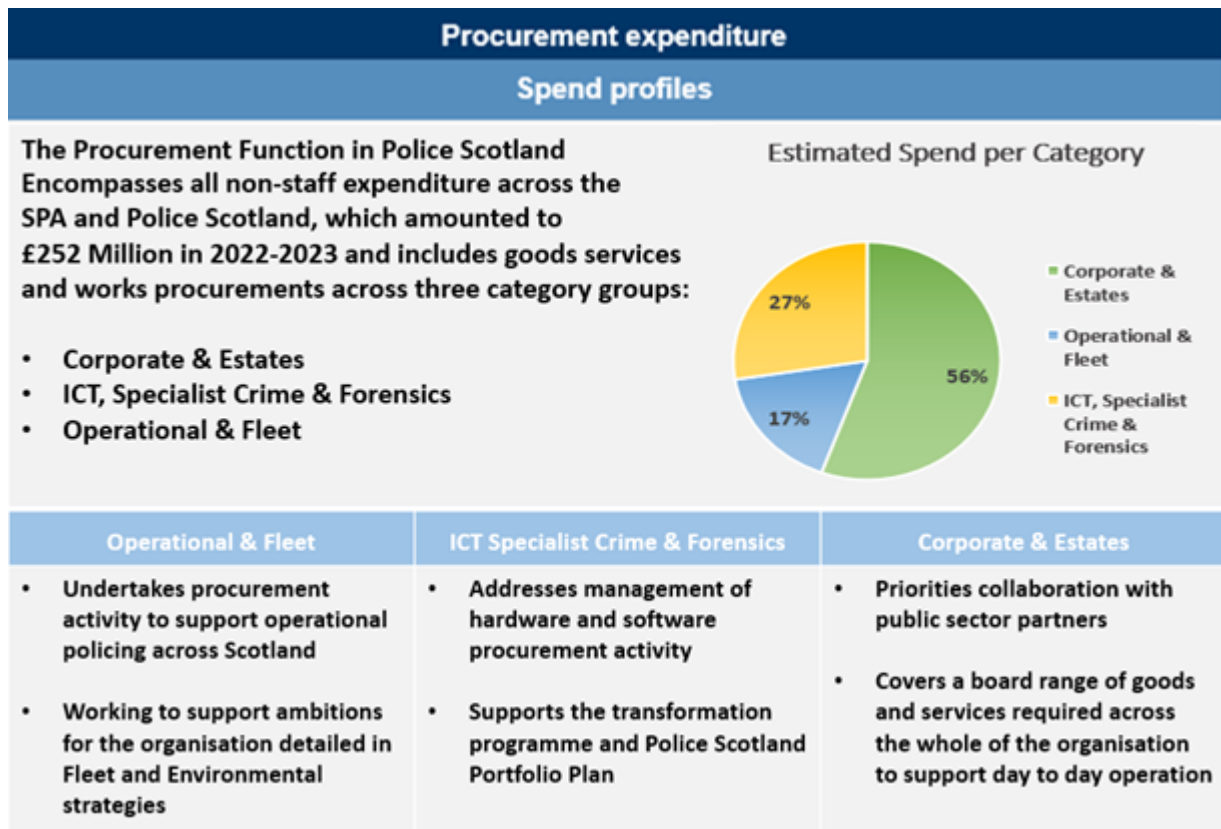 Procurement expenditure
Spend profiles
The Procurement Function in Police Scotland
Encompasses all non-staff expenditure across the
SPA and Police Scotland, which amounted to
£252 Million in 2022-2023 and includes goods services
and works procurements across three category groups:
• Corporate & Estates
• ICT, Specialist Crime & Forensics
• Operational & Fleet
Estimated Spend per Category
27%
56%
17%
Corporate &
Estates
Operational &
Fleet
ICT, Specialist
Crime &
Forensics
Operational & Fleet
• Undertakes procurement
activity to support operational
policing across Scotland
• Working to support ambitions
for the organisation detailed in
Fleet and Environmental
strategies
ICT Specialist Crime & Forensics
• Addresses management of
hardware and software
procurement activity
• Supports the transformation
programme and Police Scotland
Portfolio Plan
Corporate & Estates
• Priorities collaboration with
public sector partners
• Covers a board range of goods
and services required across
the whole of the organisation
to support day to day operation